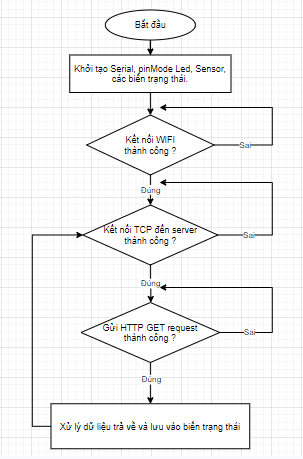 Bắt đầu
Khởi tạo Serial, pinMode Led, Sensor,
các biến trạng thái.
Kết nối WIFI
thành công ?
Sai
Đúng
Kết nối TCP đến server
thành công ?
Sai
Đúng
Gửi HTTP GET request
thành công ?
Sai
Đúng
Xử lý dữ liệu trả về và lưu vào biến trạng thái